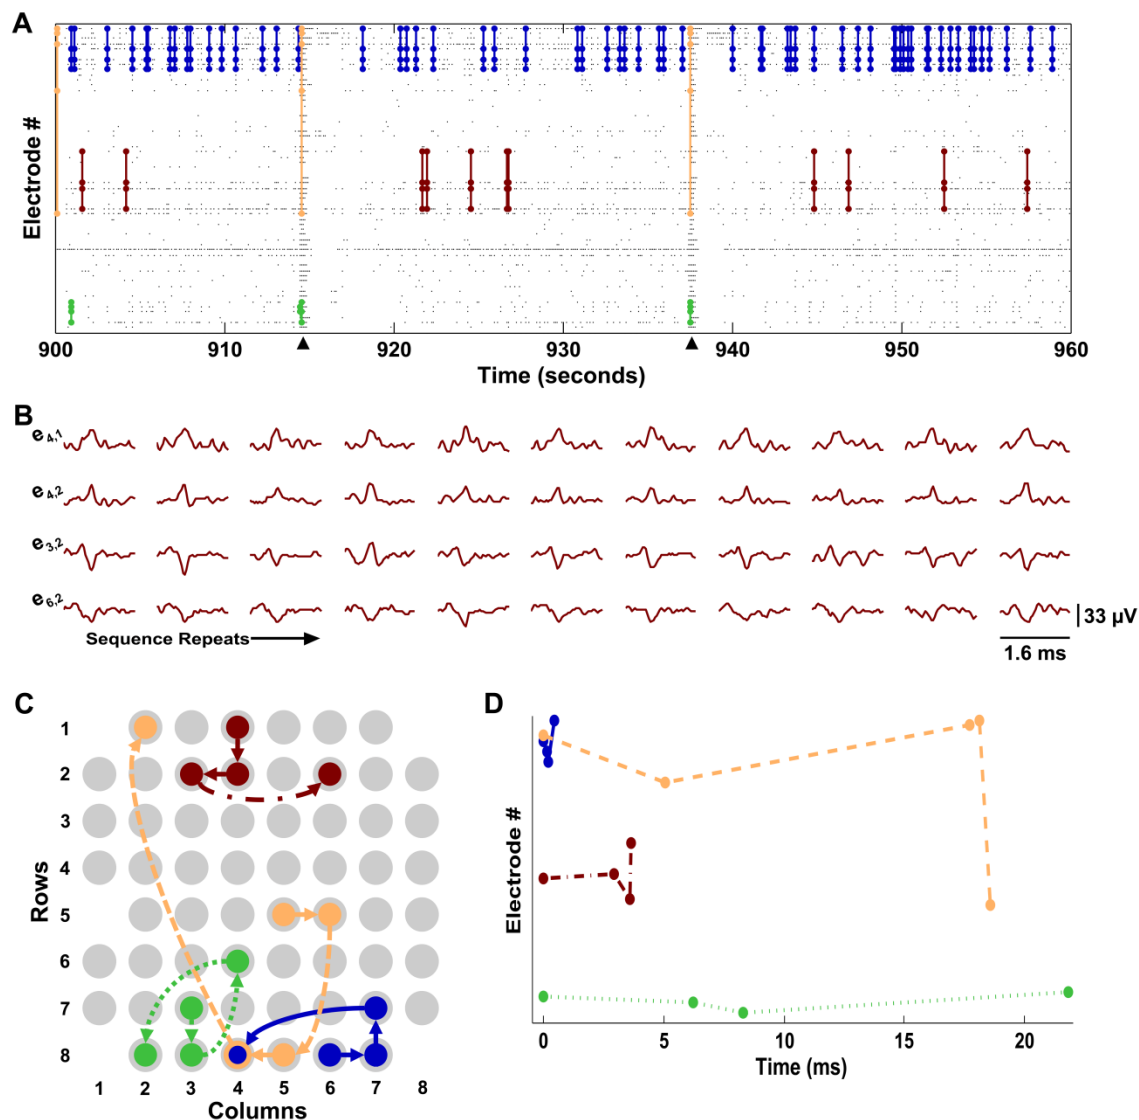 A
Electrode #
900 910 920 930 940 950 960
Time (seconds)
B
e4,1
e4,2
e3,2
e6,2
33 µV
Sequence Repeats
1.6 ms
C
D
1
2
3
4
5
6
7
8
Rows
1 2 3 4 5 6 7 8
Columns
Electrode #
0 5 10 15 20
Time (ms)